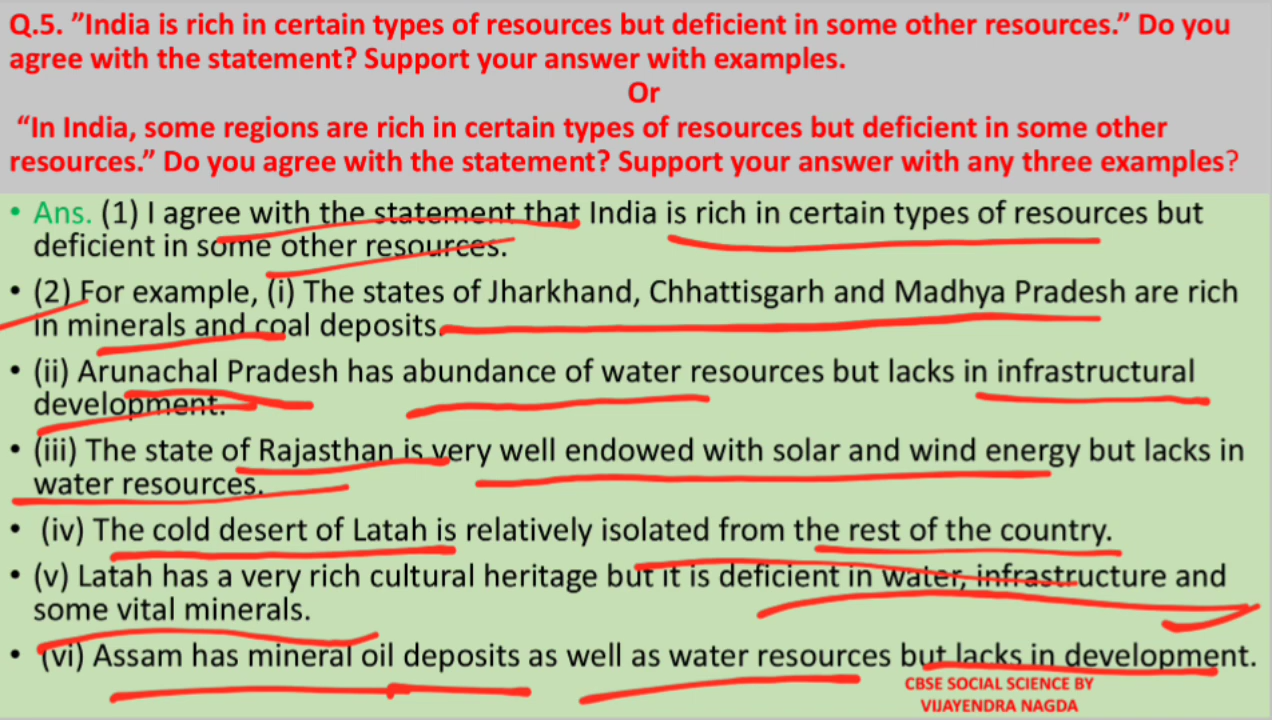 Q.5. ”India is rich in certain types of resources but deficient in some other resources.” Do you
agree with the statement? Support your answer with examples.
Or
“In India, some regions are rich in certain types of resources but deficient in some other
resources.” Do you agree with the statement? Support your answer with any three examples?
• Ans. (1) I agree with the statement that India is rich in certain types of resources but
deficient in some other resources.
• (2) For example, (i) The states of Jharkhand, Chhattisgarh and Madhya Pradesh are rich
in minerals and coal deposits.
• (ii) Arunachal Pradesh has abundance of water resources but lacks in infrastructural
development.
• (iii) The state of Rajasthan is very well endowed with solar and wind energy but lacks in
water resources.
• (iv) The cold desert of Latah is relatively isolated from the rest of the country.
• (v) Latah has a very rich cultural heritage but it is deficient in water, infrastructure and
some vital minerals.
• (vi) Assam has mineral oil deposits as well as water resources but lacks in development.
CBSE SOCIAL SCIENCE BY
VIJAYENDRA NAGDA